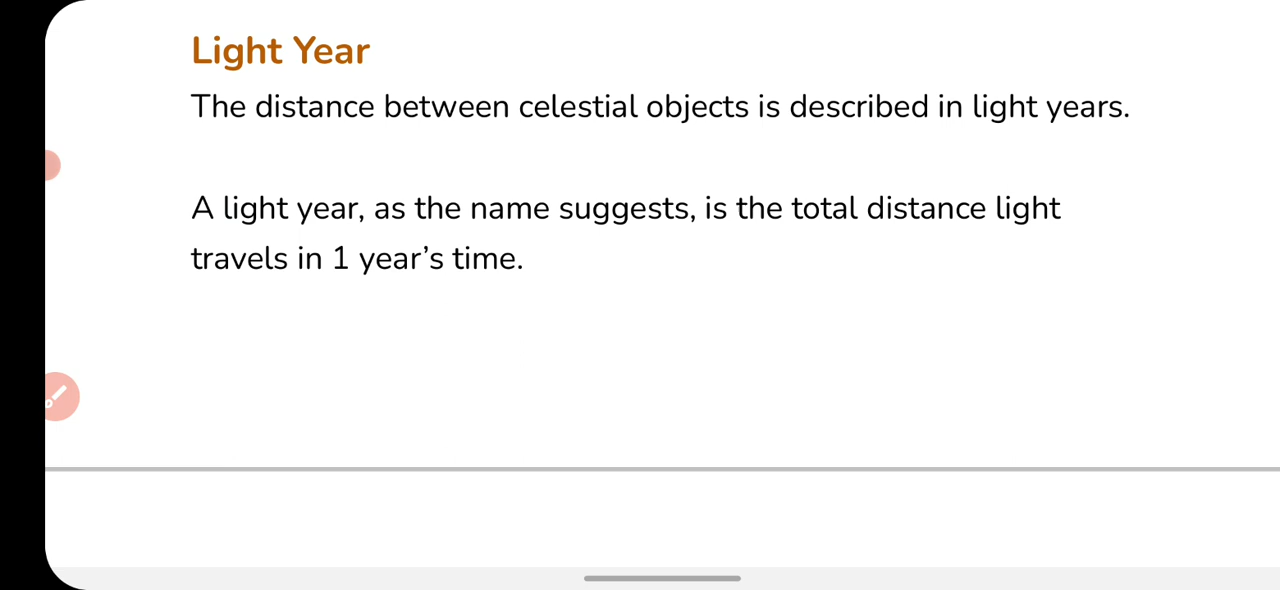 Light Year
The distance between celestial objects is described in light years.
A light year, as the name suggests, is the total distance light
travels in 1 year’s time.